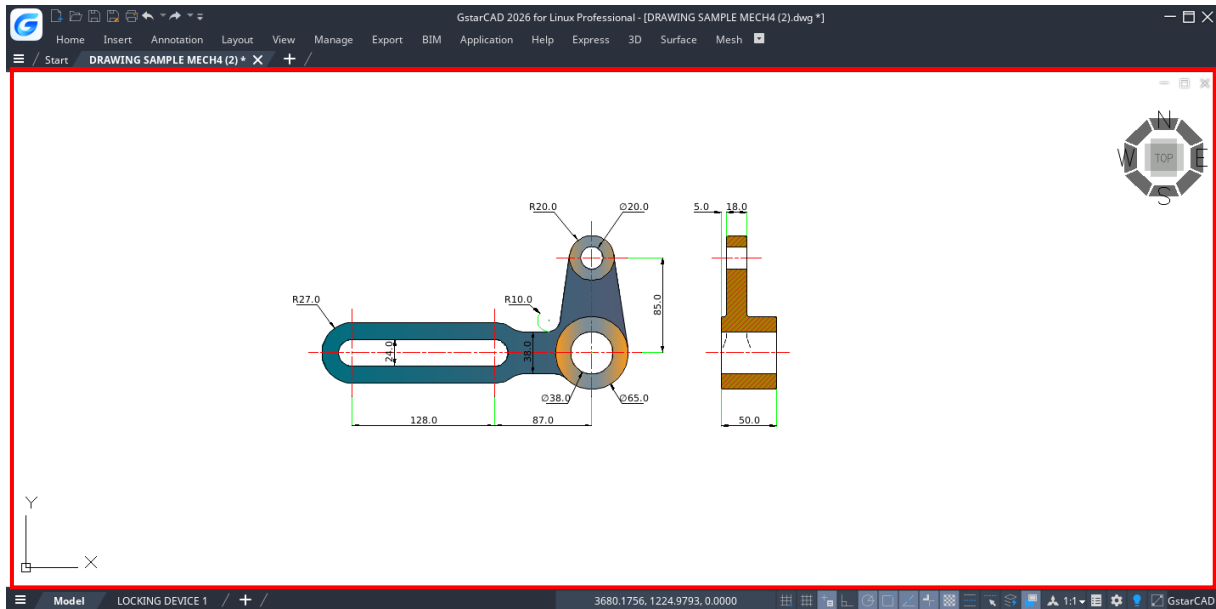 GstarCAD 2026 for Linux Professional - [DRAWING SAMPLE MECH4 (2).dwg *]
Home Insert Annotation Layout View Manage Export BIM Application Help Express 3D Surface Mesh
Start DRAWING SAMPLE MECH4 (2) *
N
W TOP E
S
R20.0 ∅20.0 5.0 18.0
R27.0 R10.0 85.0
24.0 38.0
∅38.0 ∅65.0
128.0 87.0 50.0
Y
X
Model LOCKING DEVICE 1 3680.1756, 1224.9793, 0.0000 1:1 GstarCAD